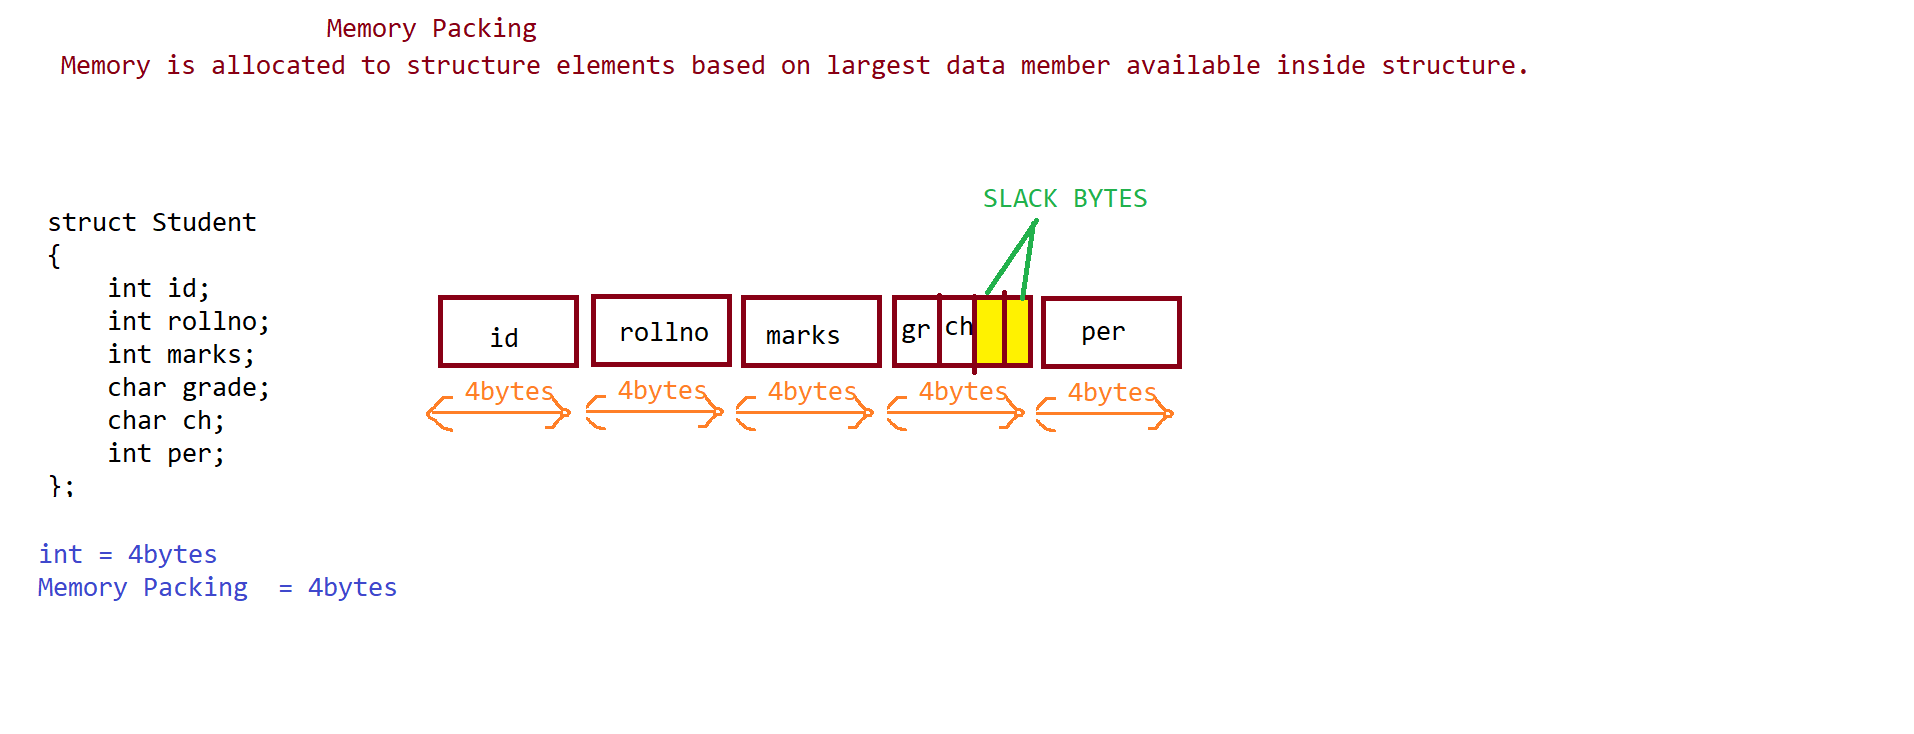 Memory Packing
Memory is allocated to structure elements based on largest data member available inside structure.
SLACK BYTES
struct Student
{
int id;
int rollno;
int marks;
char grade;
char ch;
int per;
};
id
rollno
marks
gr
ch
per
4bytes
4bytes
4bytes
4bytes
4bytes
int = 4bytes
Memory Packing = 4bytes